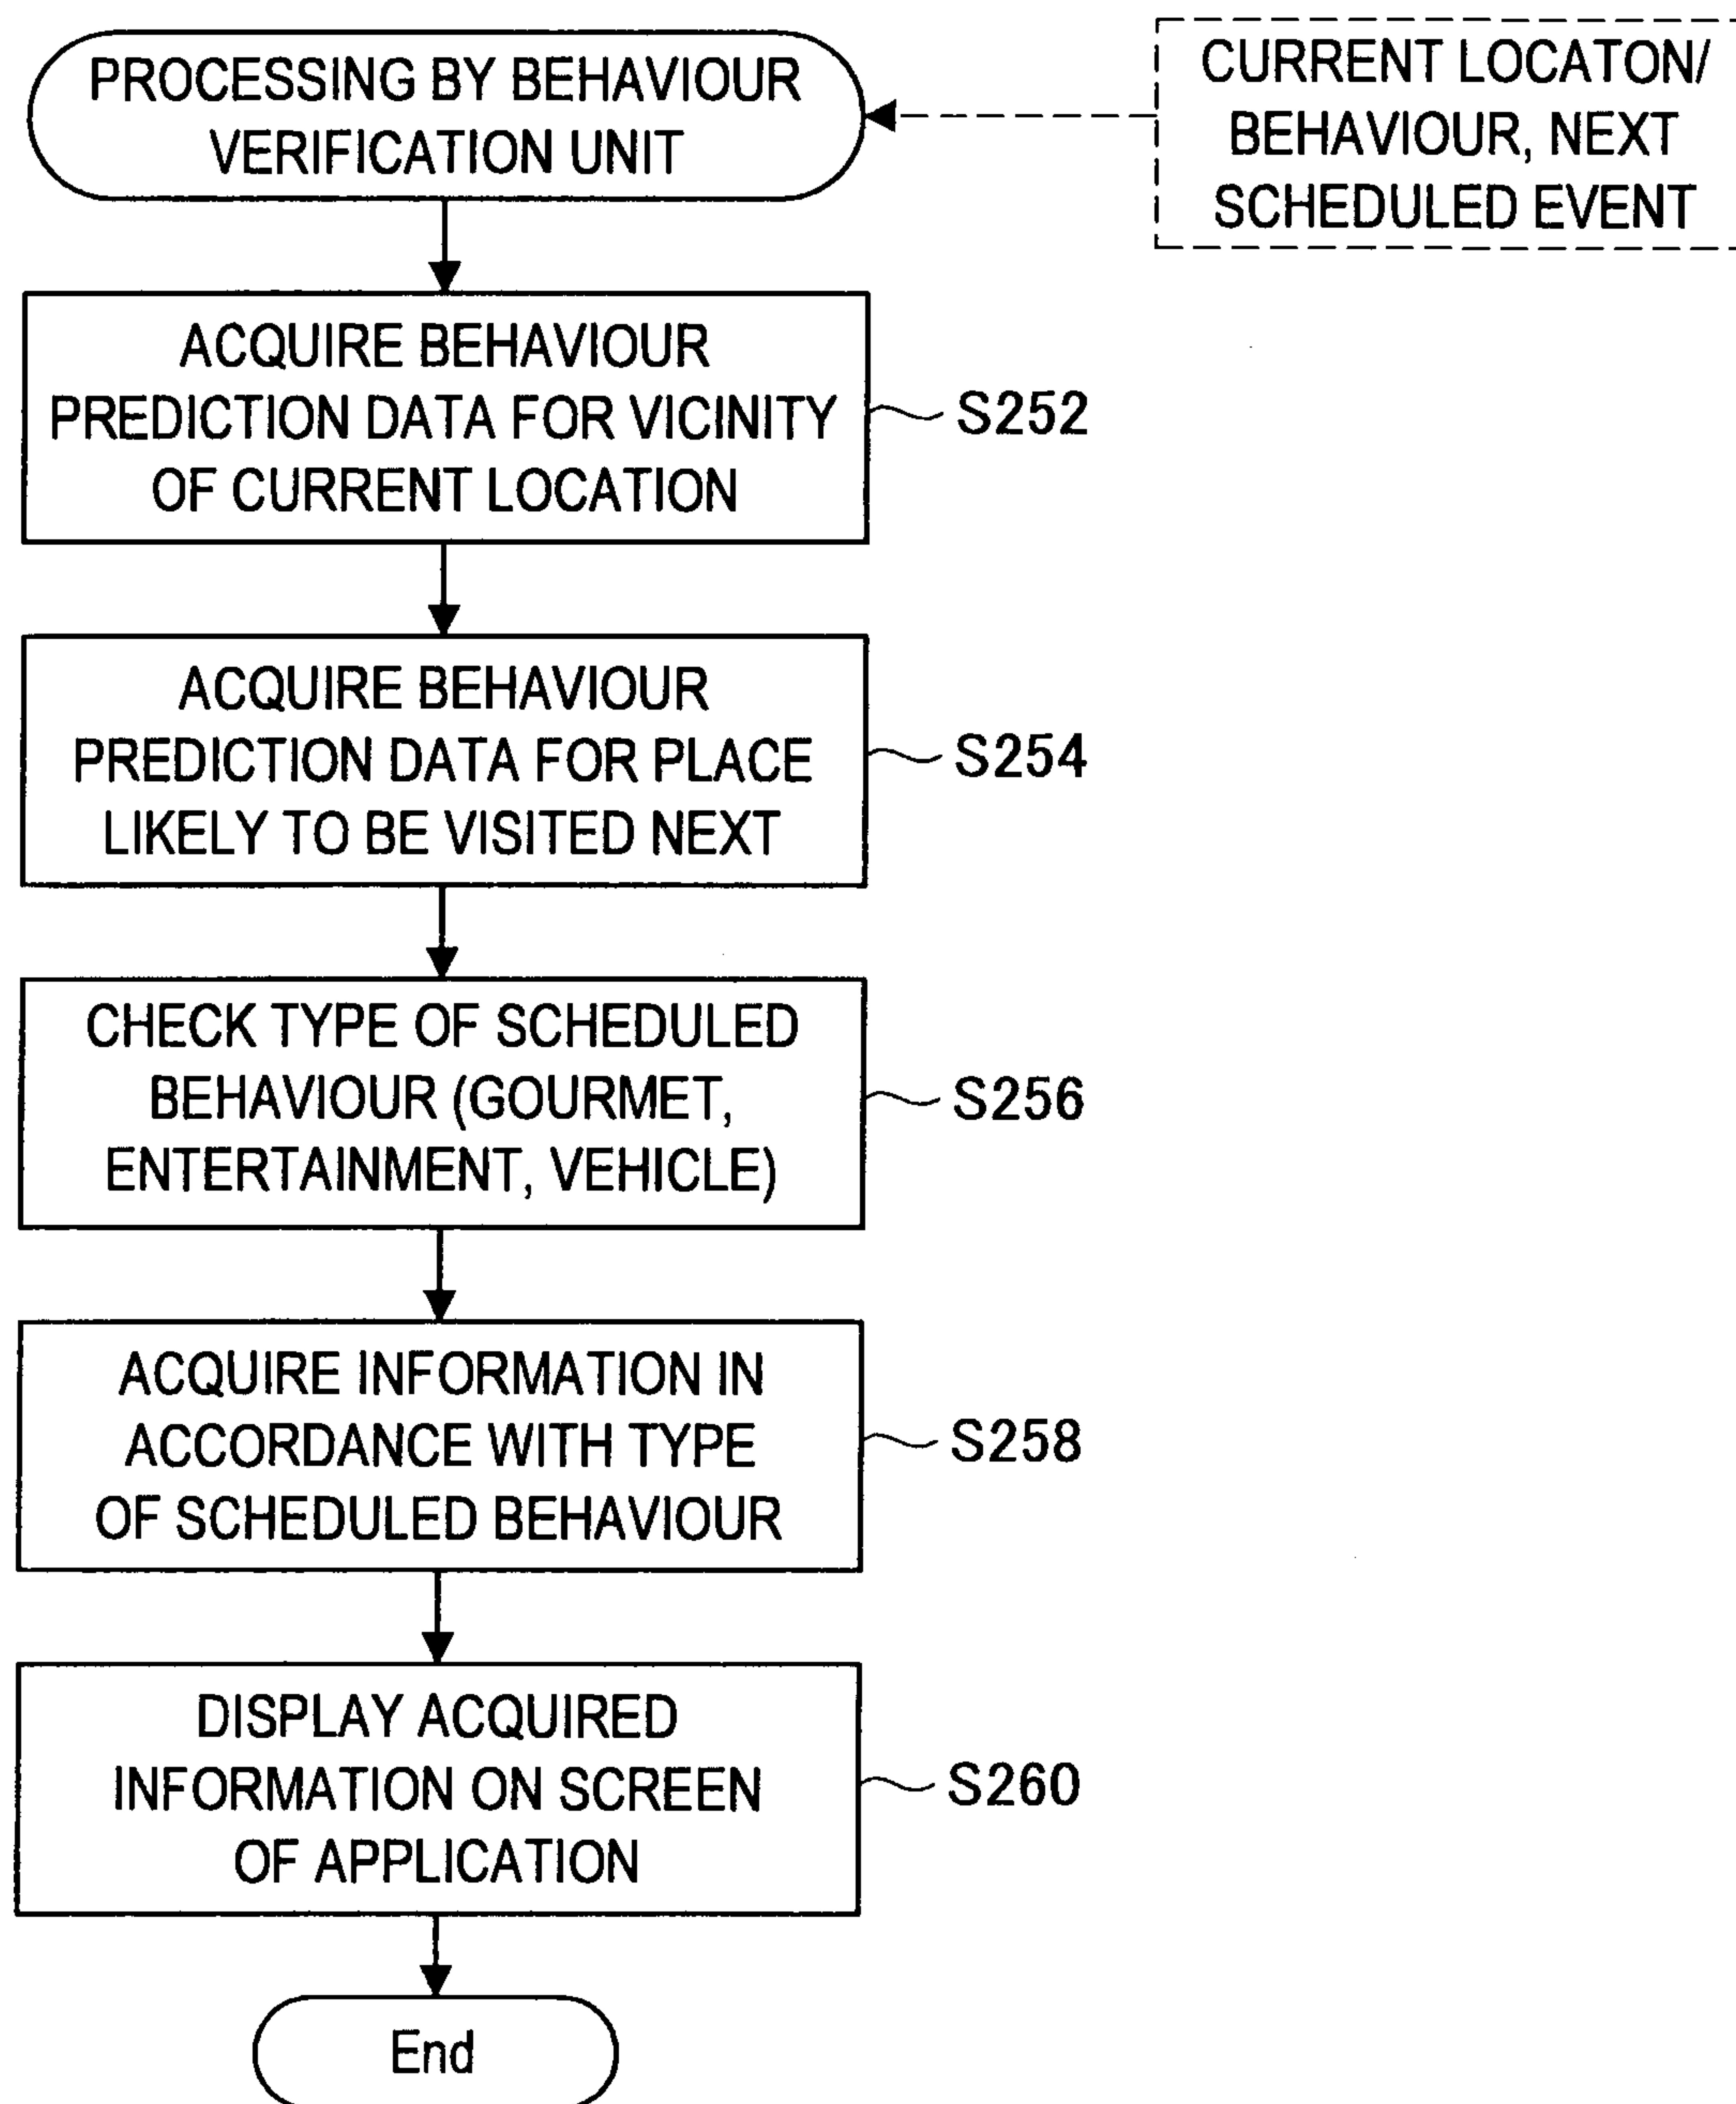 PROCESSING BY BEHAVIOUR
VERIFICATION UNIT
CURRENT LOCATON/
BEHAVIOUR, NEXT
SCHEDULED EVENT
ACQUIRE BEHAVIOUR
PREDICTION DATA FOR VICINITY
OF CURRENT LOCATION
S252
ACQUIRE BEHAVIOUR
PREDICTION DATA FOR PLACE
LIKELY TO BE VISITED NEXT
S254
CHECK TYPE OF SCHEDULED
BEHAVIOUR (GOURMET,
ENTERTAINMENT, VEHICLE)
S256
ACQUIRE INFORMATION IN
ACCORDANCE WITH TYPE
OF SCHEDULED BEHAVIOUR
S258
DISPLAY ACQUIRED
INFORMATION ON SCREEN
OF APPLICATION
S260
End